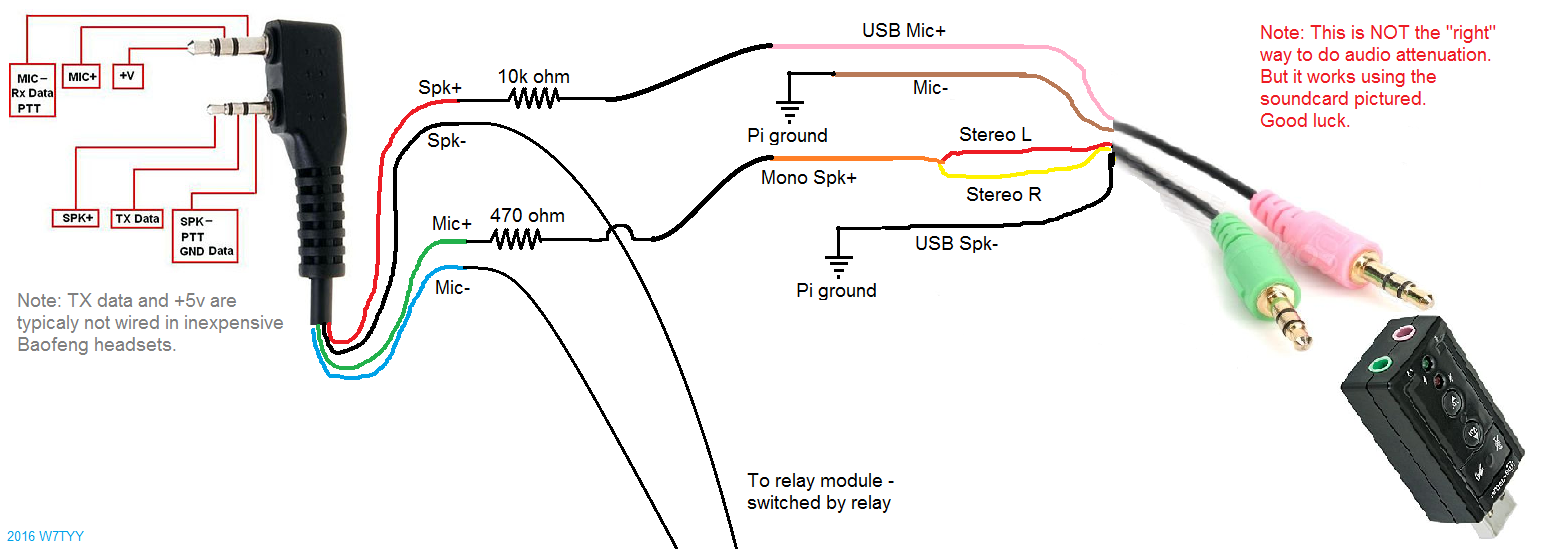 MIC−
Rx Data
PTT
MIC+
+V
SPK+
TX Data
SPK−
PTT
GND Data
Note: TX data and +5v are
typicaly not wired in inexpensive
Baofeng headsets.
2016 W7TYY
Spk+
10k ohm
Spk-
Mic+
470 ohm
Mic-
USB Mic+
Mic-
Pi ground
Stereo L
Mono Spk+
Stereo R
USB Spk-
Pi ground
To relay module -
switched by relay
Note: This is NOT the "right"
way to do audio attenuation.
But it works using the
soundcard pictured.
Good luck.